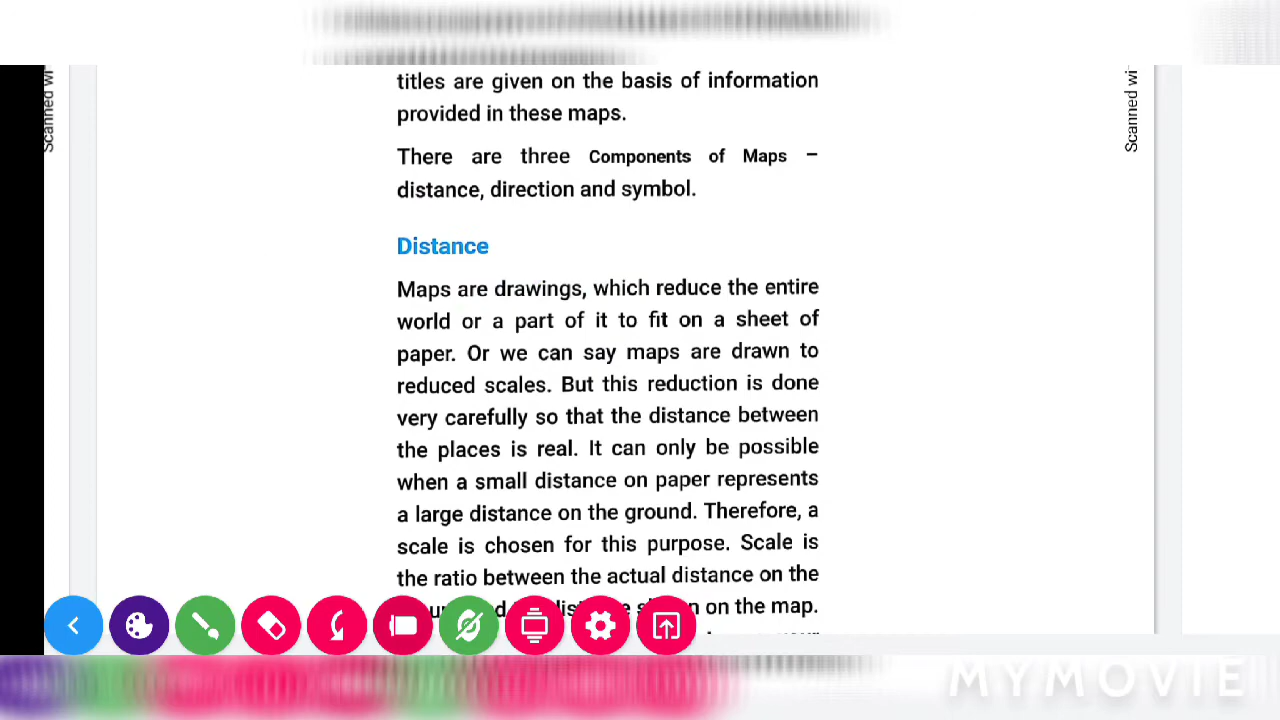 titles are given on the basis of information
provided in these maps.
There are three Components of Maps –
distance, direction and symbol.
Distance
Maps are drawings, which reduce the entire
world or a part of it to fit on a sheet of
paper. Or we can say maps are drawn to
reduced scales. But this reduction is done
very carefully so that the distance between
the places is real. It can only be possible
when a small distance on paper represents
a large distance on the ground. Therefore, a
scale is chosen for this purpose. Scale is
the ratio between the actual distance on the
on the map.
Scanned wi
Scanned wi
MYMOVIE